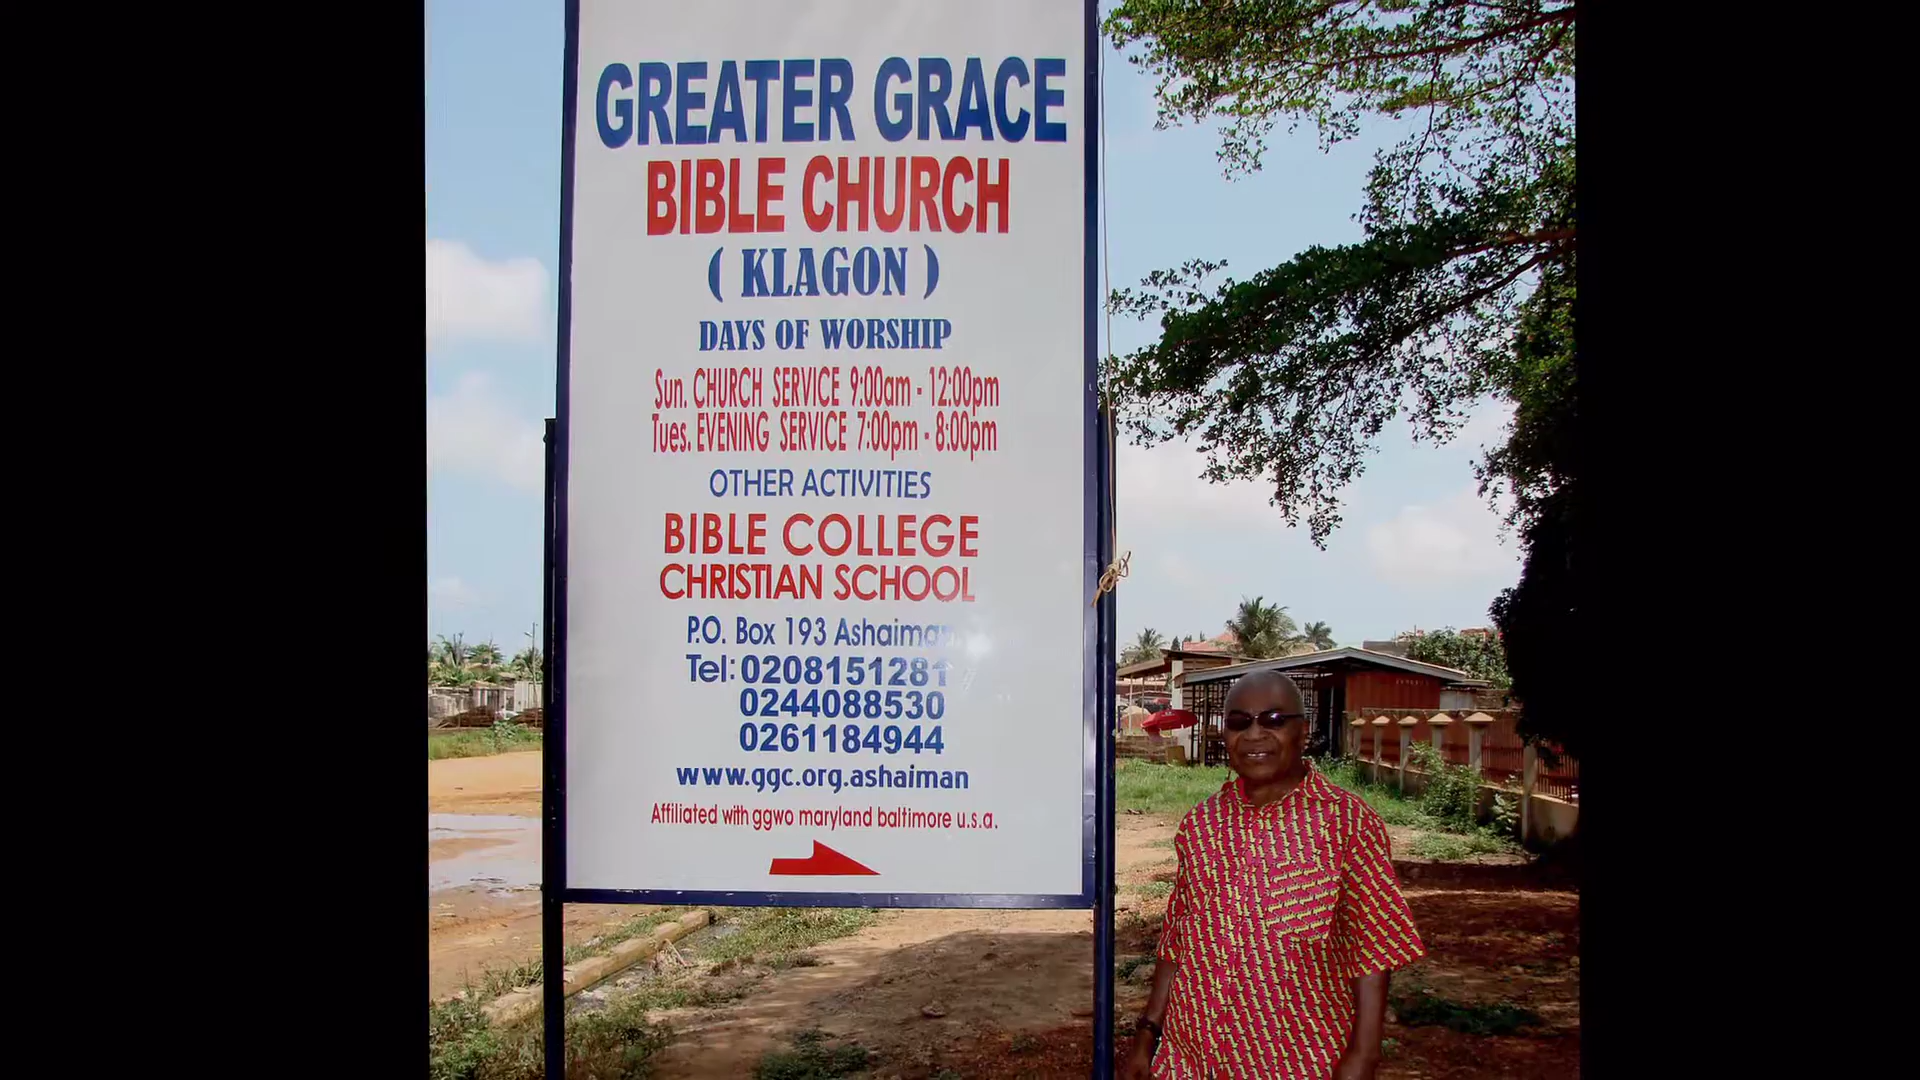 GREATER GRACE
BIBLE CHURCH
( KLAGON )
DAYS OF WORSHIP
Sun. CHURCH SERVICE 9:00am - 12:00pm
Tues. EVENING SERVICE 7:00pm - 8:00pm
OTHER ACTIVITIES
BIBLE COLLEGE
CHRISTIAN SCHOOL
P.O. Box 193 Ashaiman
Tel: 0208151281
0244088530
0261184944
www.ggc.org.ashaiman
Affiliated with ggwo maryland baltimore u.s.a.